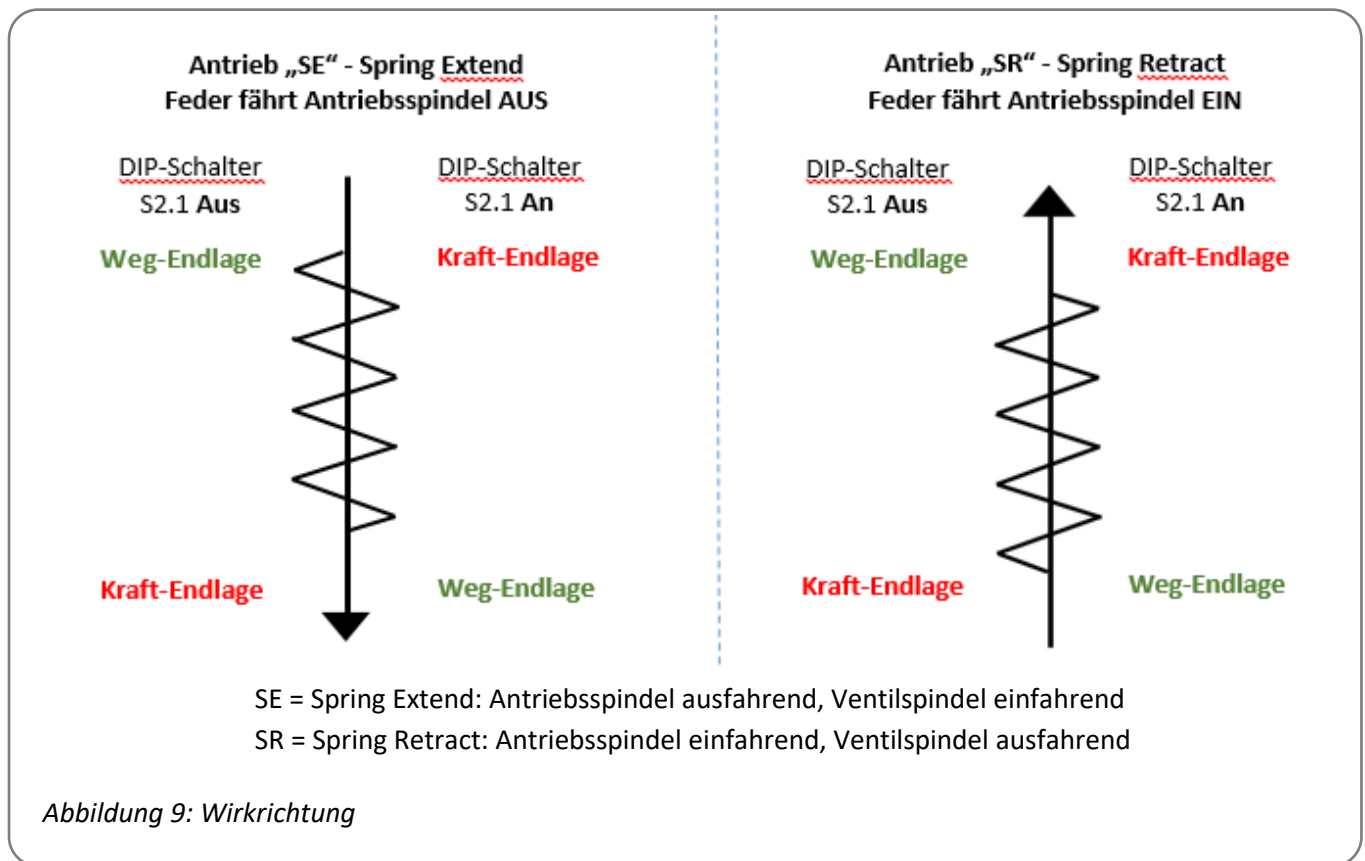 Antrieb „SE“ - Spring Extend
Feder fährt Antriebsspindel AUS
DIP-Schalter
S2.1 Aus
DIP-Schalter
S2.1 An
Weg-Endlage
Kraft-Endlage
Kraft-Endlage
Weg-Endlage
Antrieb „SR“ - Spring Retract
Feder fährt Antriebsspindel EIN
DIP-Schalter
S2.1 Aus
DIP-Schalter
S2.1 An
Weg-Endlage
Kraft-Endlage
Kraft-Endlage
Weg-Endlage
SE = Spring Extend: Antriebsspindel ausfahrend, Ventilspindel einfahrend
SR = Spring Retract: Antriebsspindel einfahrend, Ventilspindel ausfahrend
Abbildung 9: Wirkrichtung